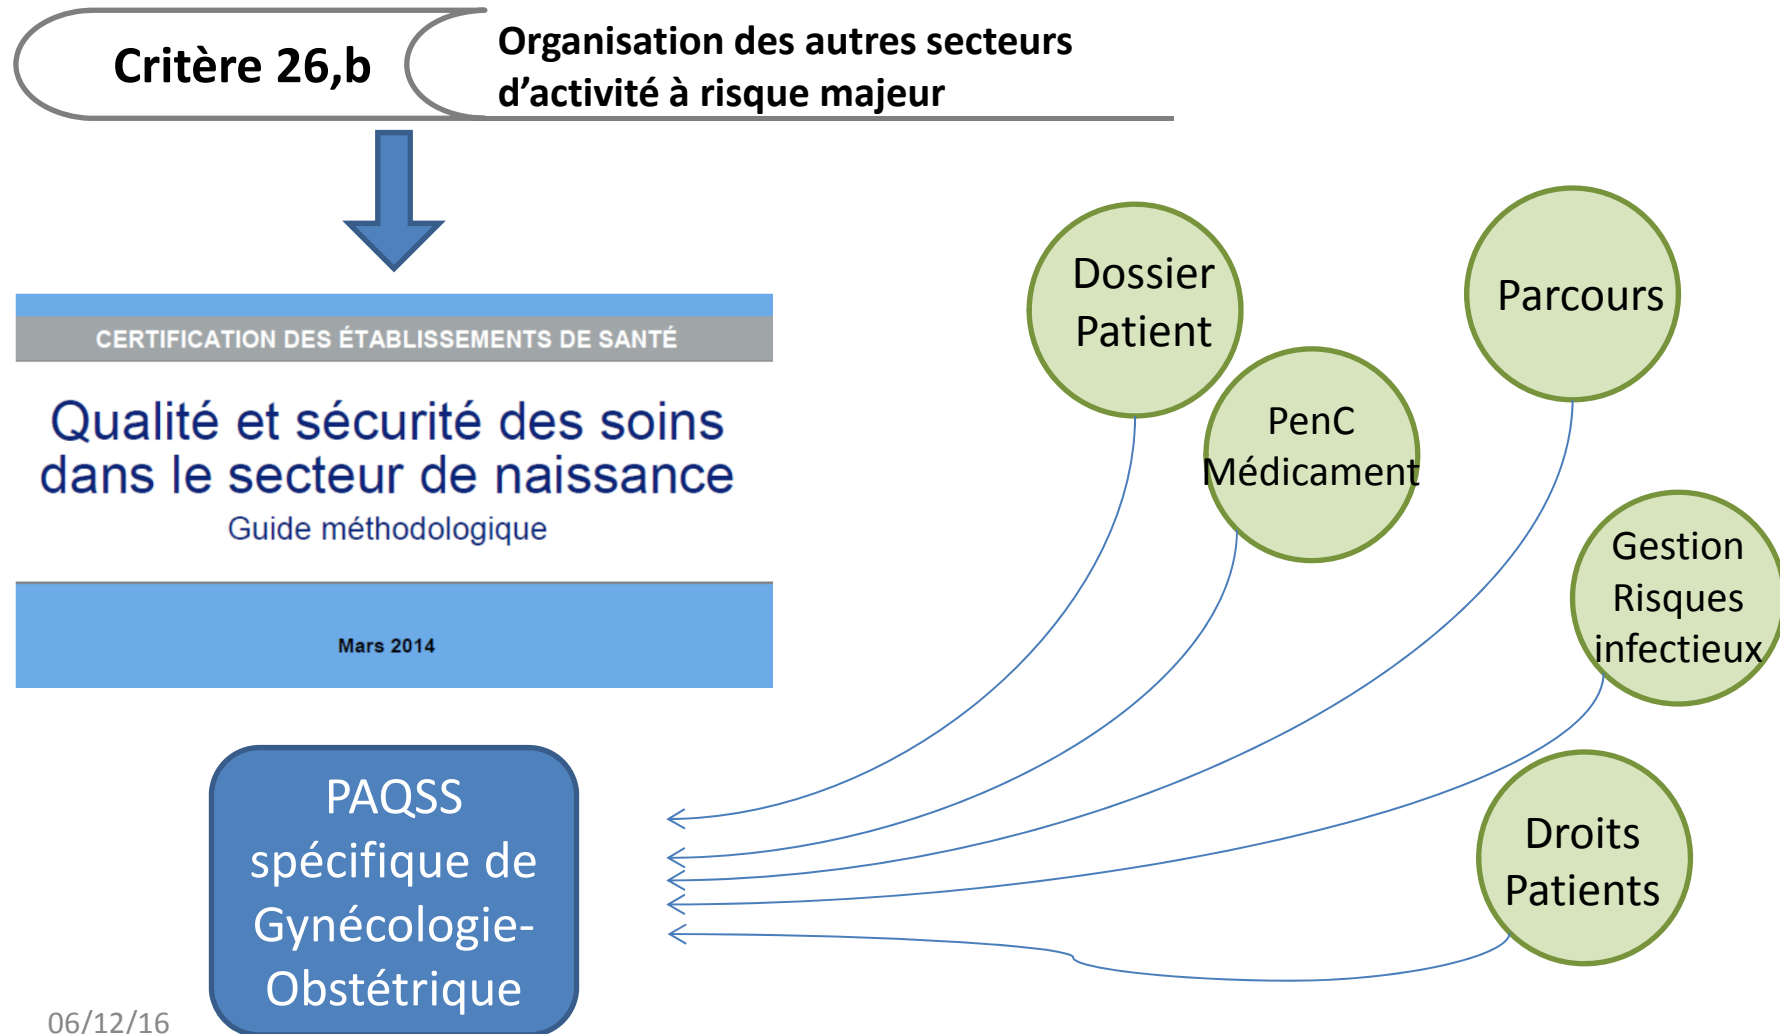 Critère 26,b
Organisation des autres secteurs
d’activité à risque majeur
CERTIFICATION DES ÉTABLISSEMENTS DE SANTÉ
Qualité et sécurité des soins
dans le secteur de naissance
Guide méthodologique
Mars 2014
Dossier
Patient
PenC
Médicament
Parcours
Gestion
Risques
infectieux
Droits
Patients
PAQSS
spécifique de
Gynécologie-
Obstétrique
06/12/16